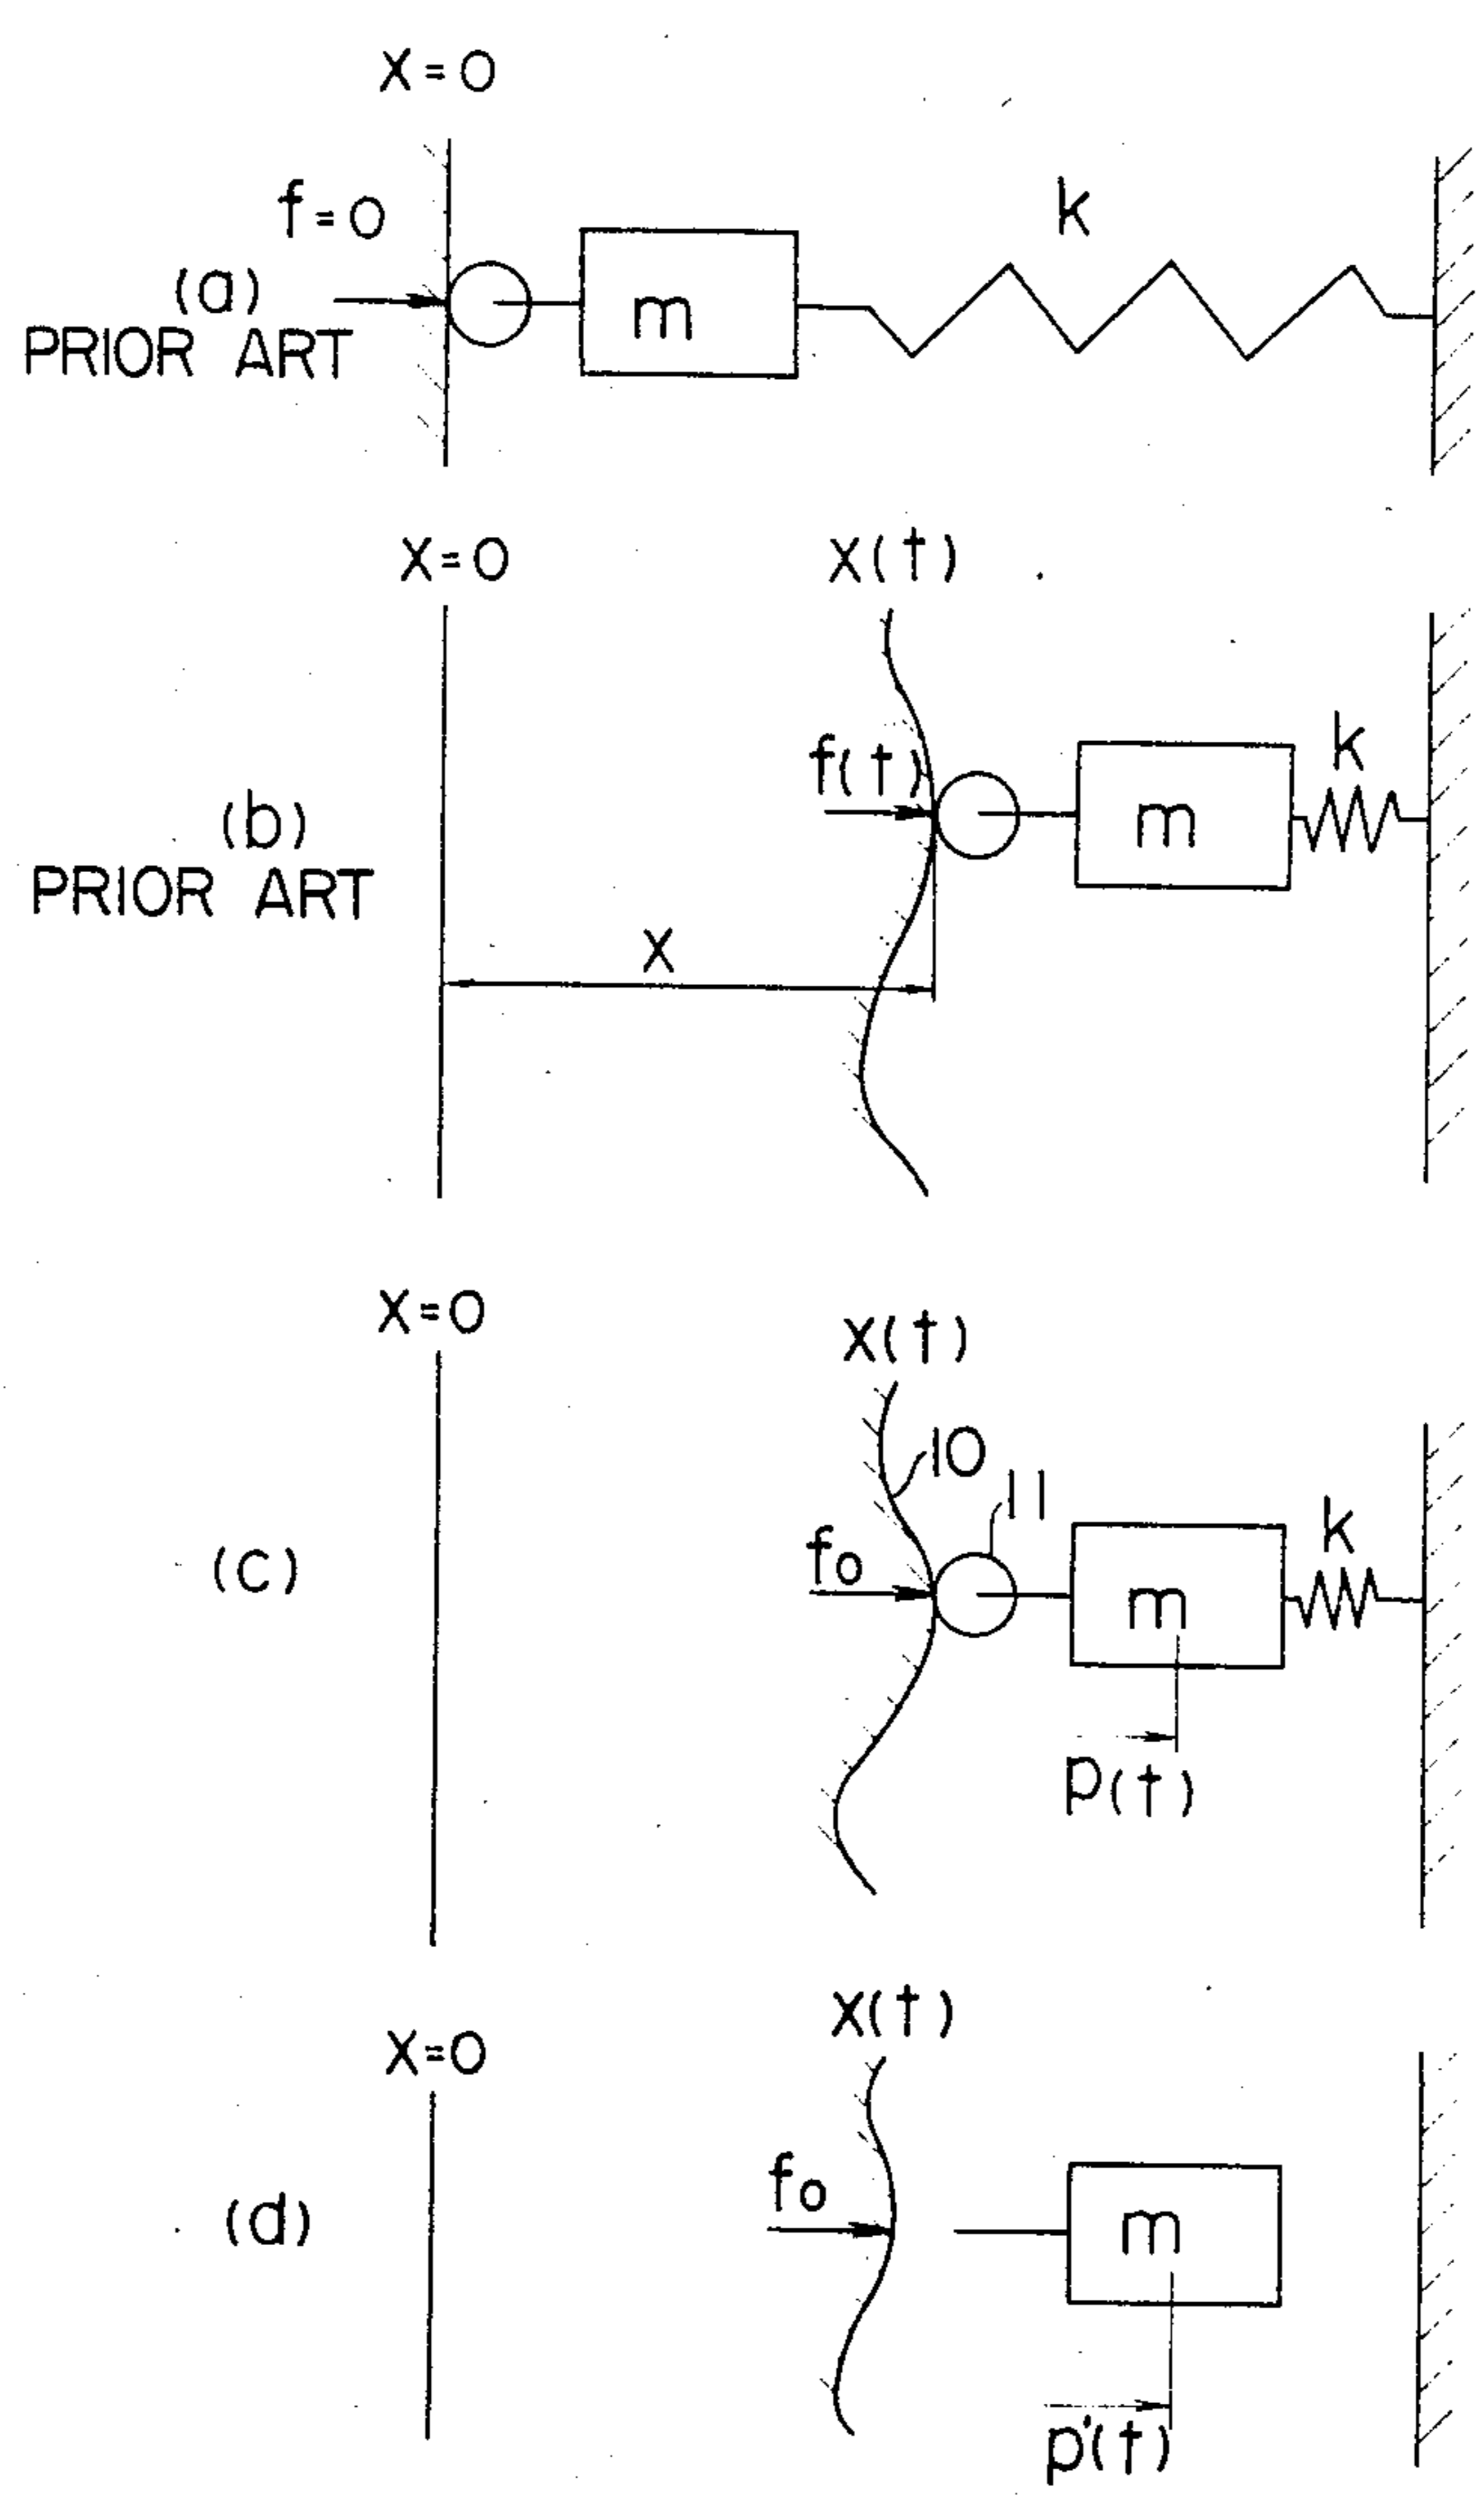 X=0
f=0
k
(a)
m
PRIOR ART
X=0
X(t)
f(t)
k
(b)
m
PRIOR ART
X
X=0
X(t)
10
11
fo
k
(c)
m
P(t)
X=0
X(t)
fo
(d)
m
p'(t)